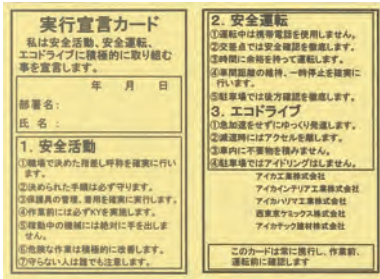 実行宣言カード
私は安全活動、安全運転、
エコドライブに積極的に取り組む
事を宣言します。
年　月　日
部署名：
氏　名：
1. 安全活動
①職場で決めた指差し呼称を確実に行い
ます。
②決められた手順は必ず守ります。
③保護具の管理、着用を確実に実行します。
④作業前には必ずKYを実施します。
⑤稼動中の機械には絶対に手を出しま
せん。
⑥危険な作業は積極的に改善します。
⑦守らない人は誰でも注意します。
2. 安全運転
①運転中は携帯電話を使用しません。
②交差点では安全確認を徹底します。
③時間に余裕を持って運転します。
④車間距離の維持、一時停止を確実に
行います。
⑤駐車場では後方確認を徹底します。
3. エコドライブ
①急加速をせずにゆっくり発進します。
②減速時にはアクセルを離します。
③車内に不要物を積みません。
④駐車場ではアイドリングはしません。
アイカ工業株式会社
アイカインテリア工業株式会社
アイカハリマ工業株式会社
西東京ケミックス株式会社
アイカテック建材株式会社
このカードは常に携行し、作業前、
運転前に確認します